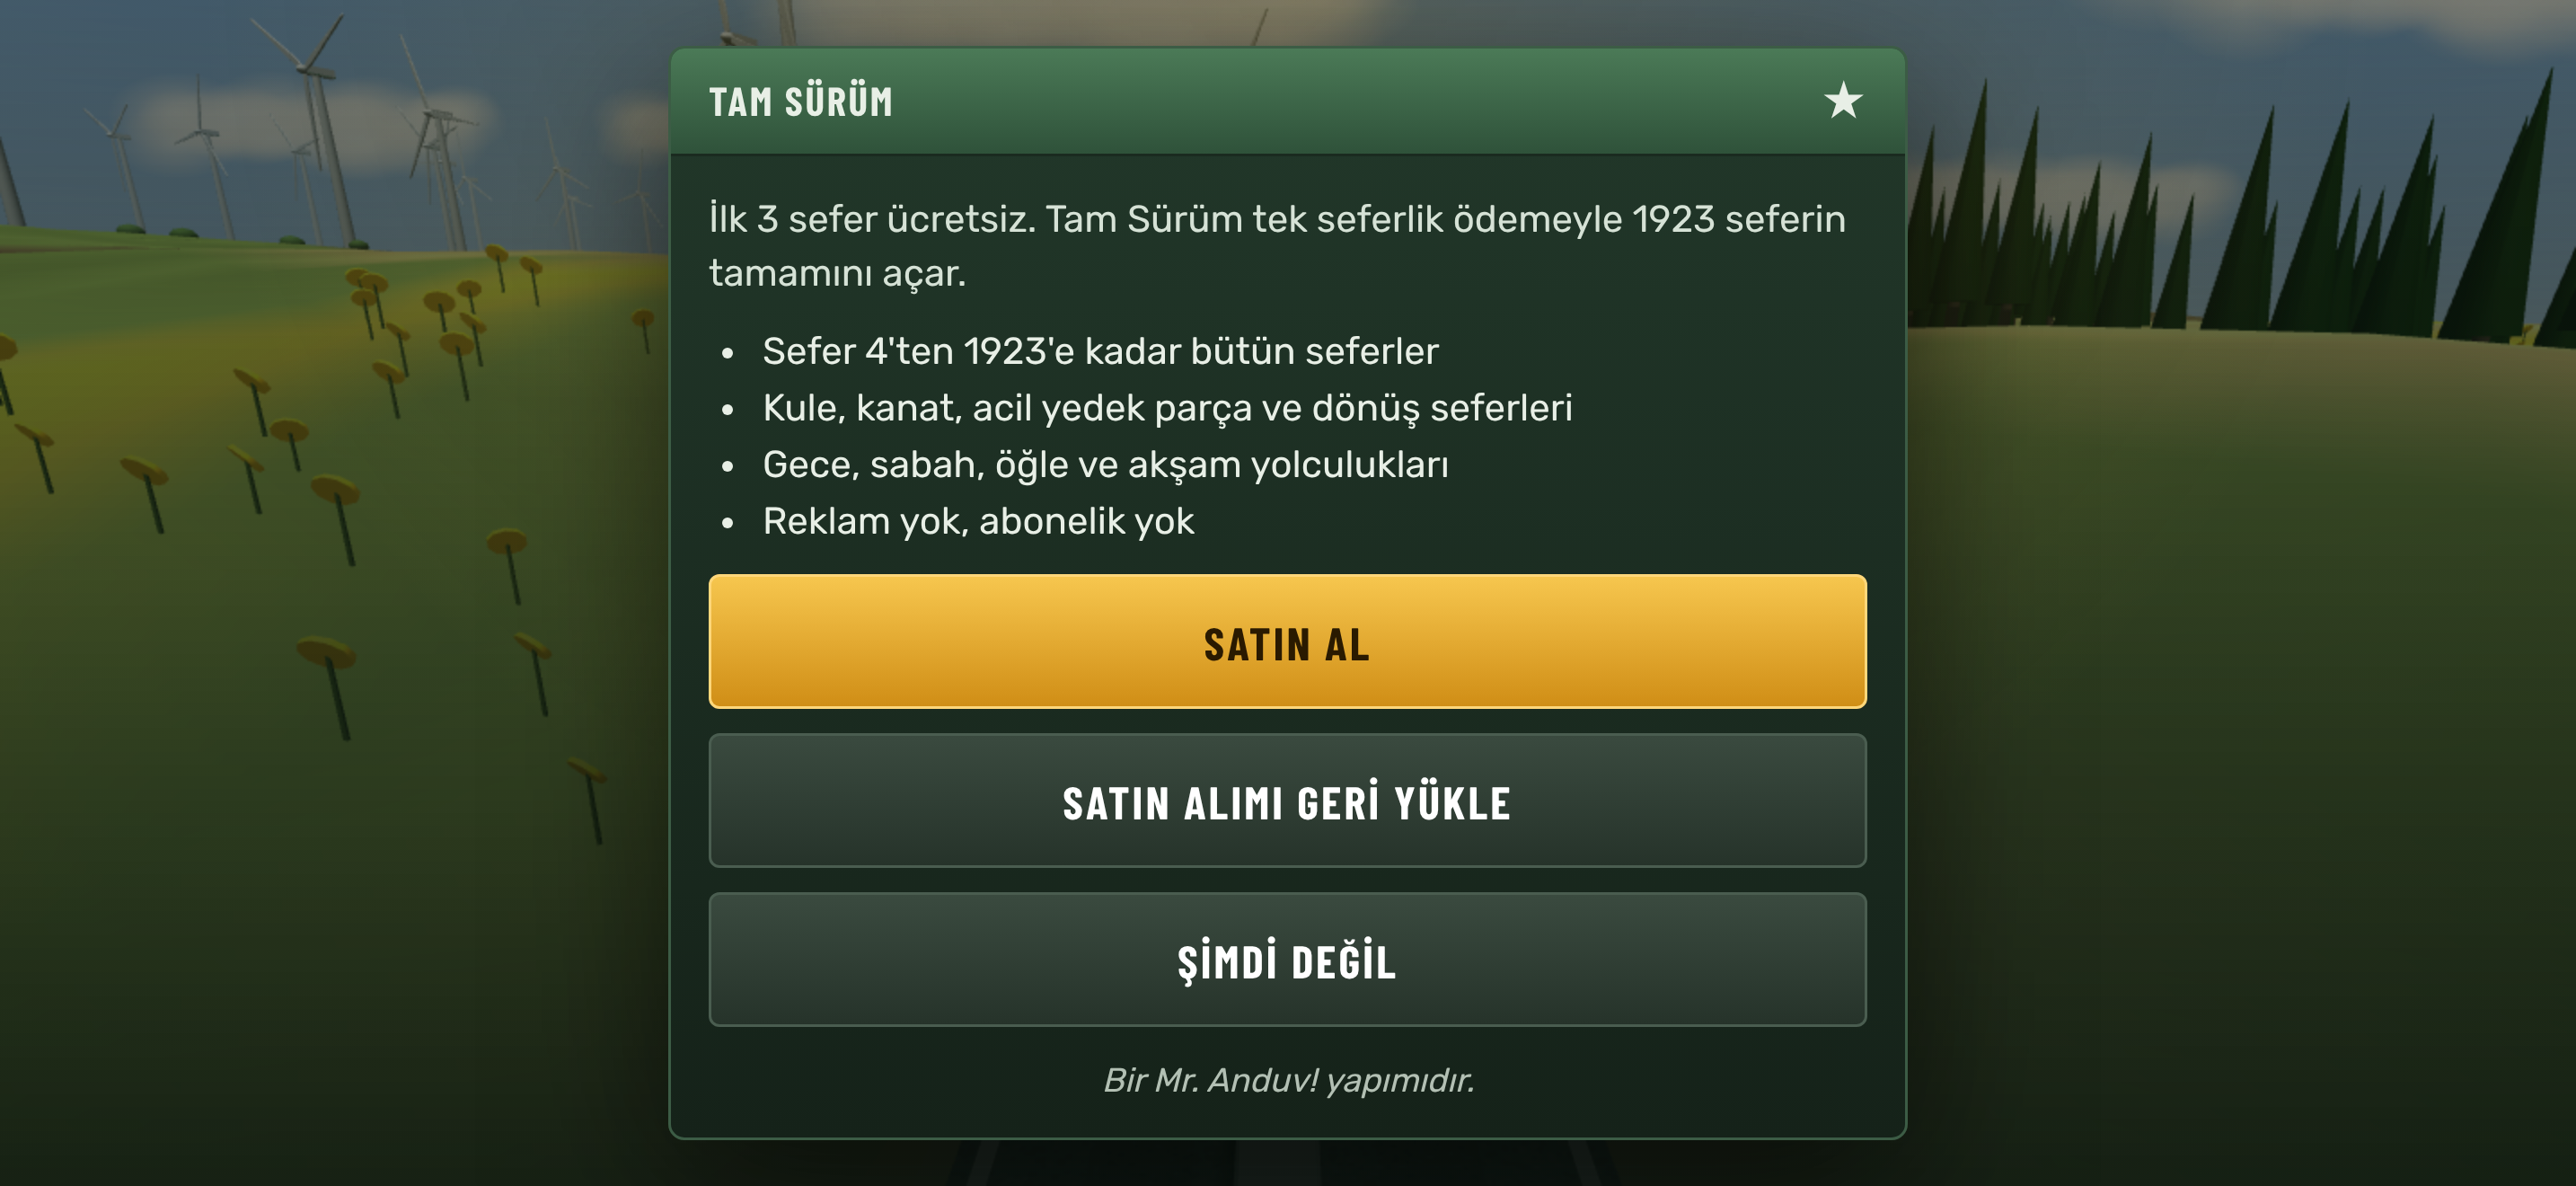 TAM SÜRÜM
İlk 3 sefer ücretsiz. Tam Sürüm tek seferlik ödemeyle 1923 seferin
tamamını açar.
Sefer 4'ten 1923'e kadar bütün seferler
Kule, kanat, acil yedek parça ve dönüş seferleri
Gece, sabah, öğle ve akşam yolculukları
Reklam yok, abonelik yok
SATIN AL
SATIN ALIMI GERİ YÜKLE
ŞİMDİ DEĞİL
Bir Mr. Anduv! yapımıdır.